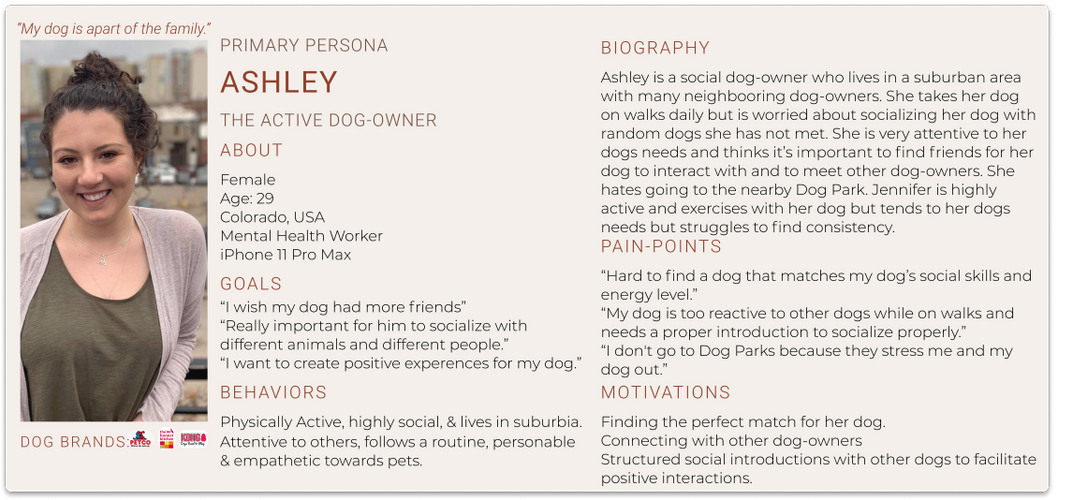 “My dog is apart of the family.”
PRIMARY PERSONA
ASHLEY
THE ACTIVE DOG-OWNER
ABOUT
Female
Age: 29
Colorado, USA
Mental Health Worker
iPhone 11 Pro Max
GOALS
“I wish my dog had more friends”
“Really important for him to socialize with
different animals and different people.”
“I want to create positive experences for my dog.”
BEHAVIORS
Physically Active, highly social, & lives in suburbia.
Attentive to others, follows a routine, personable
& empathetic towards pets.
DOG BRANDS:
PETCO
KONG
BIOGRAPHY
Ashley is a social dog-owner who lives in a suburban area
with many neighbooring dog-owners. She takes her dog
on walks daily but is worried about socializing her dog with
random dogs she has not met. She is very attentive to her
dogs needs and thinks it’s important to find friends for her
dog to interact with and to meet other dog-owners. She
hates going to the nearby Dog Park. Jennifer is highly
active and exercises with her dog but tends to her dogs
needs but struggles to find consistency.
PAIN-POINTS
“Hard to find a dog that matches my dog’s social skills and
energy level.”
“My dog is too reactive to other dogs while on walks and
needs a proper introduction to socialize properly.”
“I don't go to Dog Parks because they stress me and my
dog out.”
MOTIVATIONS
Finding the perfect match for her dog.
Connecting with other dog-owners
Structured social introductions with other dogs to facilitate
positive interactions.